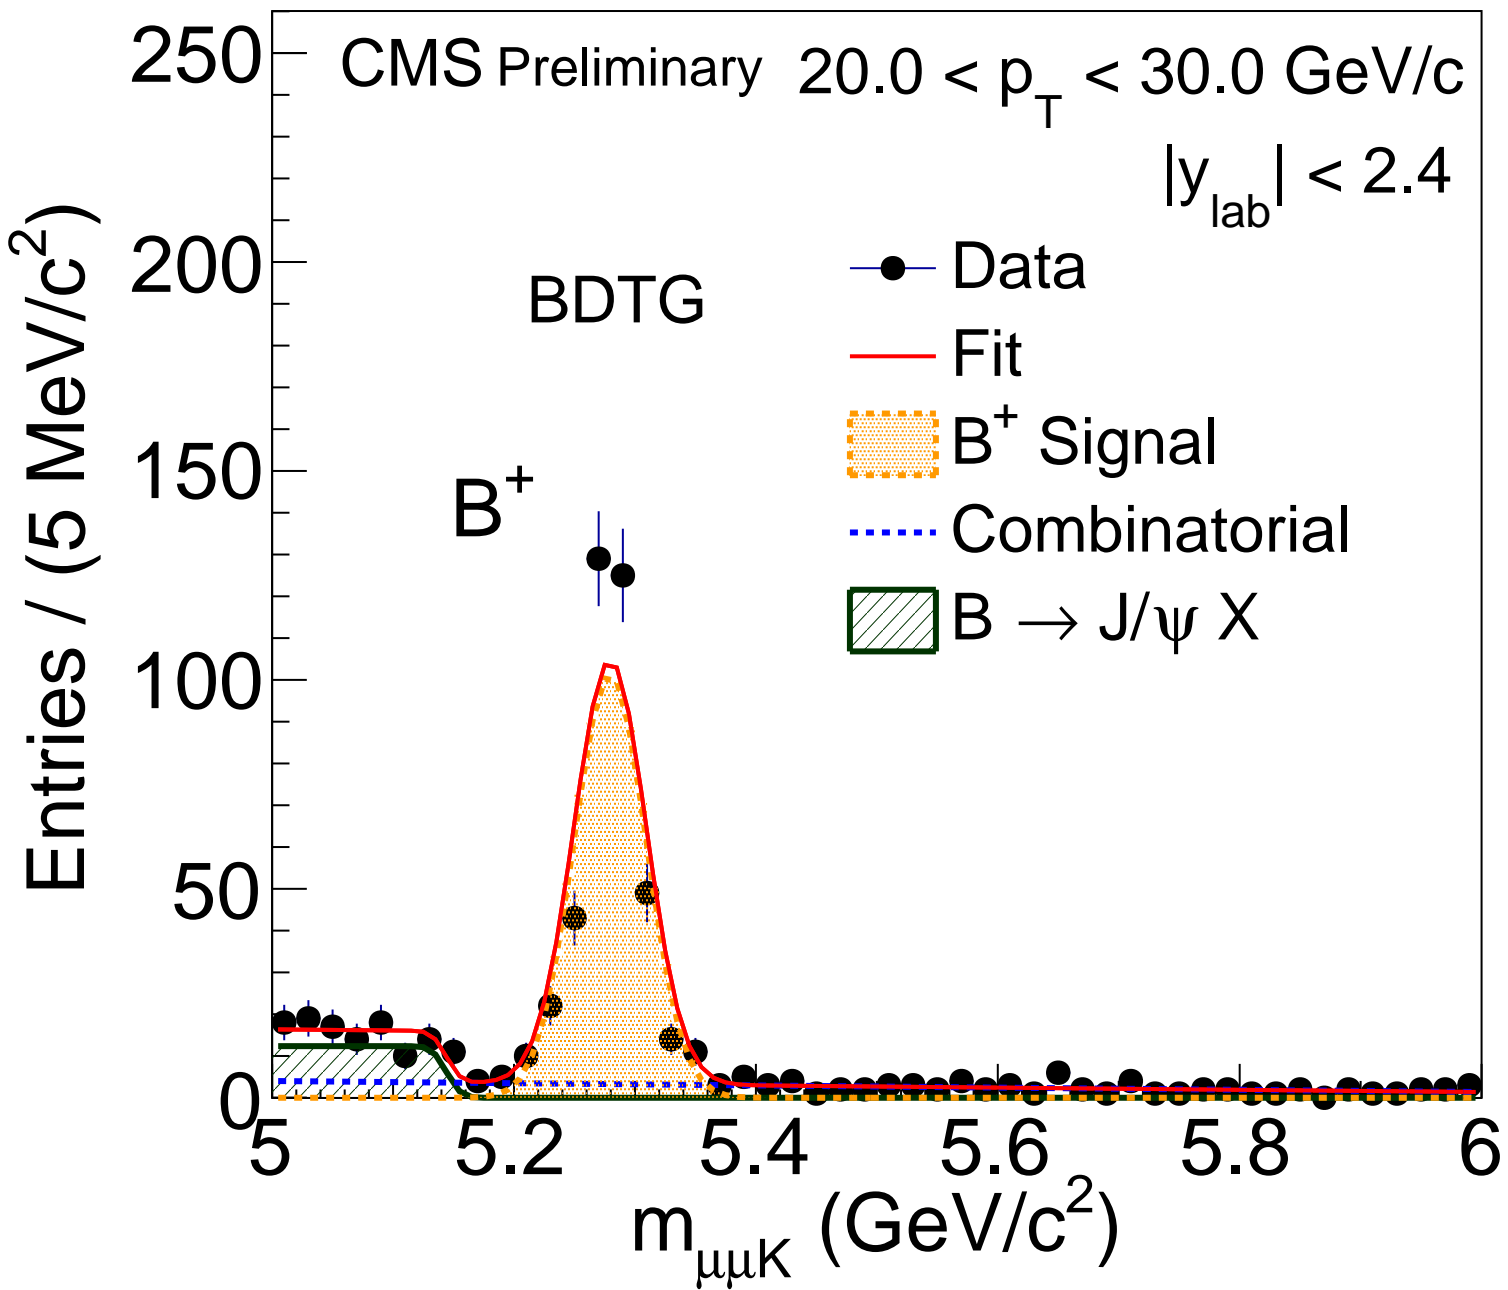 CMS Preliminary 20.0 < p_T < 30.0 GeV/c
|y_lab| < 2.4
BDTG
B⁺
Data
Fit
B⁺ Signal
Combinatorial
B → J/ψ X
Entries / (5 MeV/c²)
250
200
150
100
50
0
5 5.2 5.4 5.6 5.8 6
m_μμK (GeV/c²)